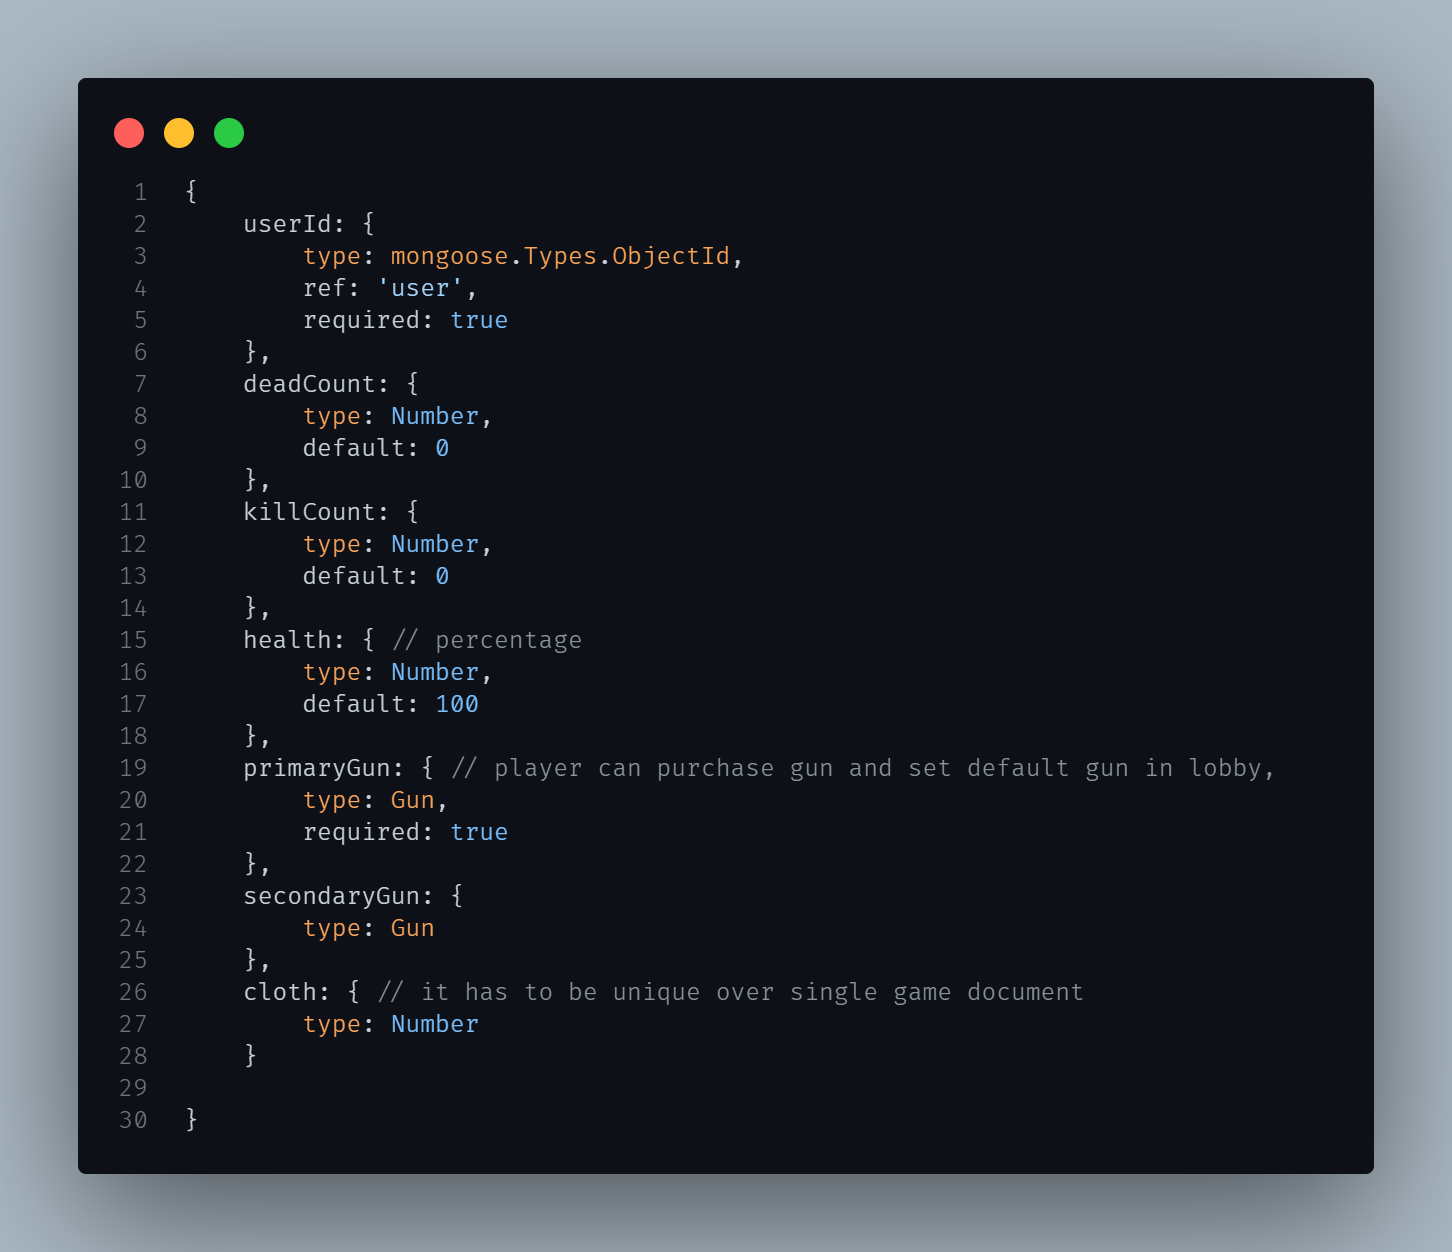 1 {
2     userId: {
3         type: mongoose.Types.ObjectId,
4         ref: 'user',
5         required: true
6     },
7     deadCount: {
8         type: Number,
9         default: 0
10     },
11     killCount: {
12         type: Number,
13         default: 0
14     },
15     health: { // percentage
16         type: Number,
17         default: 100
18     },
19     primaryGun: { // player can purchase gun and set default gun in lobby,
20         type: Gun,
21         required: true
22     },
23     secondaryGun: {
24         type: Gun
25     },
26     cloth: { // it has to be unique over single game document
27         type: Number
28     }
29
30 }